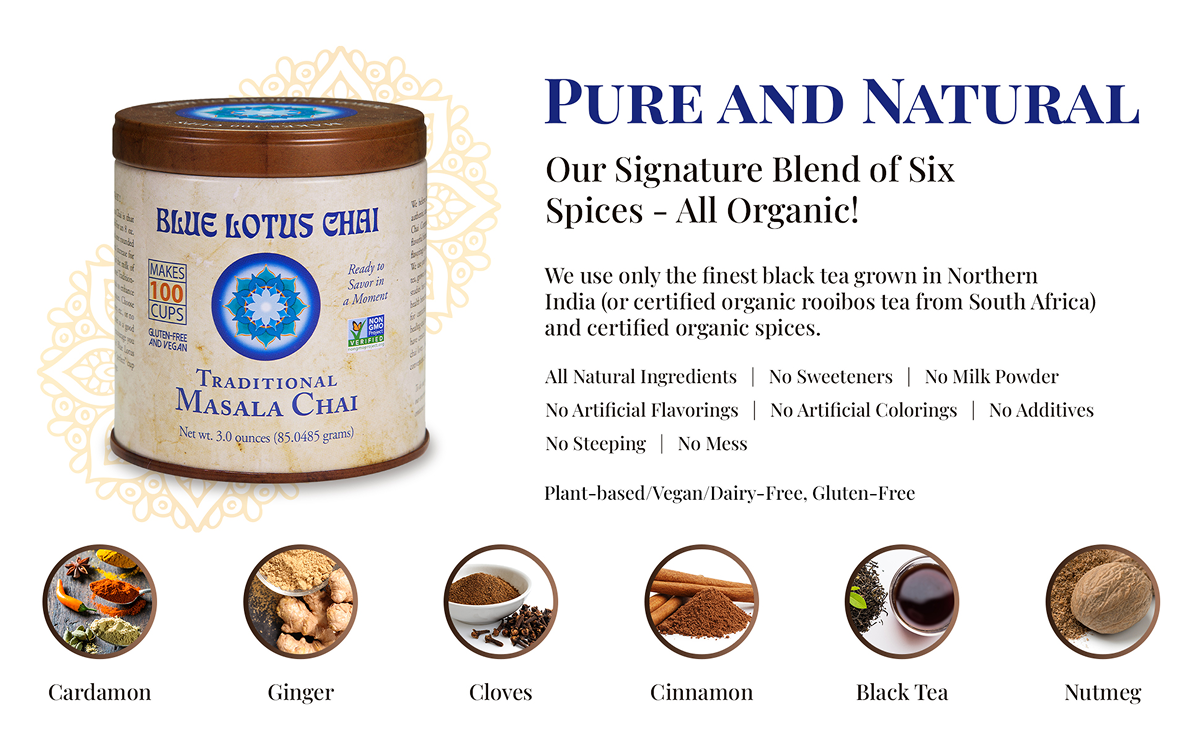 PURE AND NATURAL
Our Signature Blend of Six
Spices - All Organic!
We use only the finest black tea grown in Northern
India (or certified organic rooibos tea from South Africa)
and certified organic spices.
All Natural Ingredients | No Sweeteners | No Milk Powder
No Artificial Flavorings | No Artificial Colorings | No Additives
No Steeping | No Mess
Plant-based/Vegan/Dairy-Free, Gluten-Free
BLUE LOTUS CHAI
MAKES
100
CUPS
GLUTEN-FREE
AND VEGAN
Ready to
Savor in
a Moment
NON
GMO
Project
VERIFIED
nongmoproject.org
TRADITIONAL
MASALA CHAI
Net wt. 3.0 ounces (85.0485 grams)
Cardamon
Ginger
Cloves
Cinnamon
Black Tea
Nutmeg